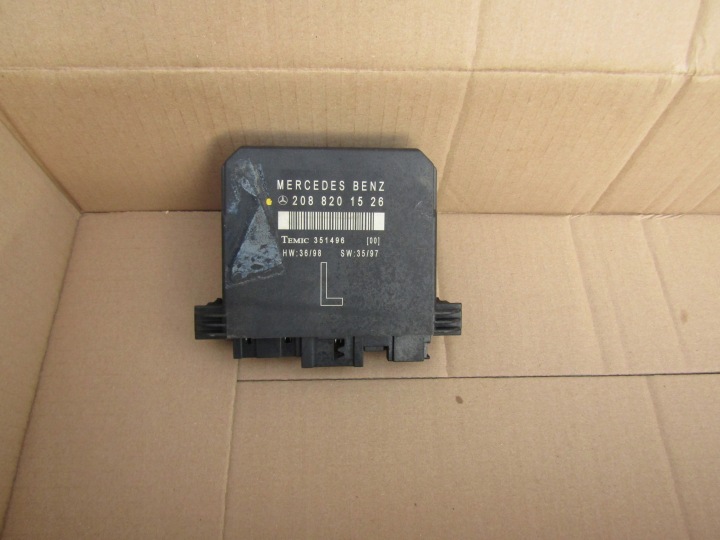 MERCEDES BENZ
208 820 15 26
TEMIC 351496 [00]
HW:36/98 SW:35/97
L